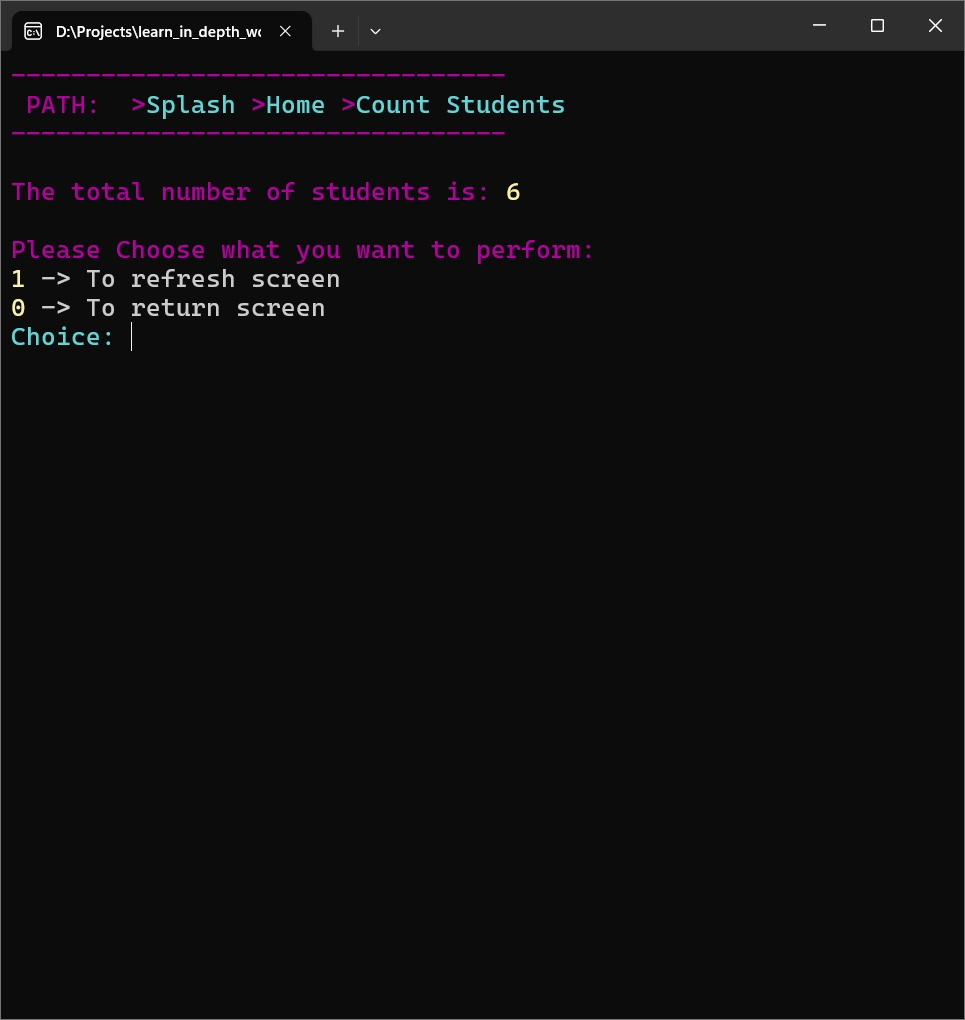 D:\Projects\learn_in_depth_wo
---------------------------------
PATH:  >Splash >Home >Count Students
---------------------------------
The total number of students is: 6
Please Choose what you want to perform:
1 -> To refresh screen
0 -> To return screen
Choice: